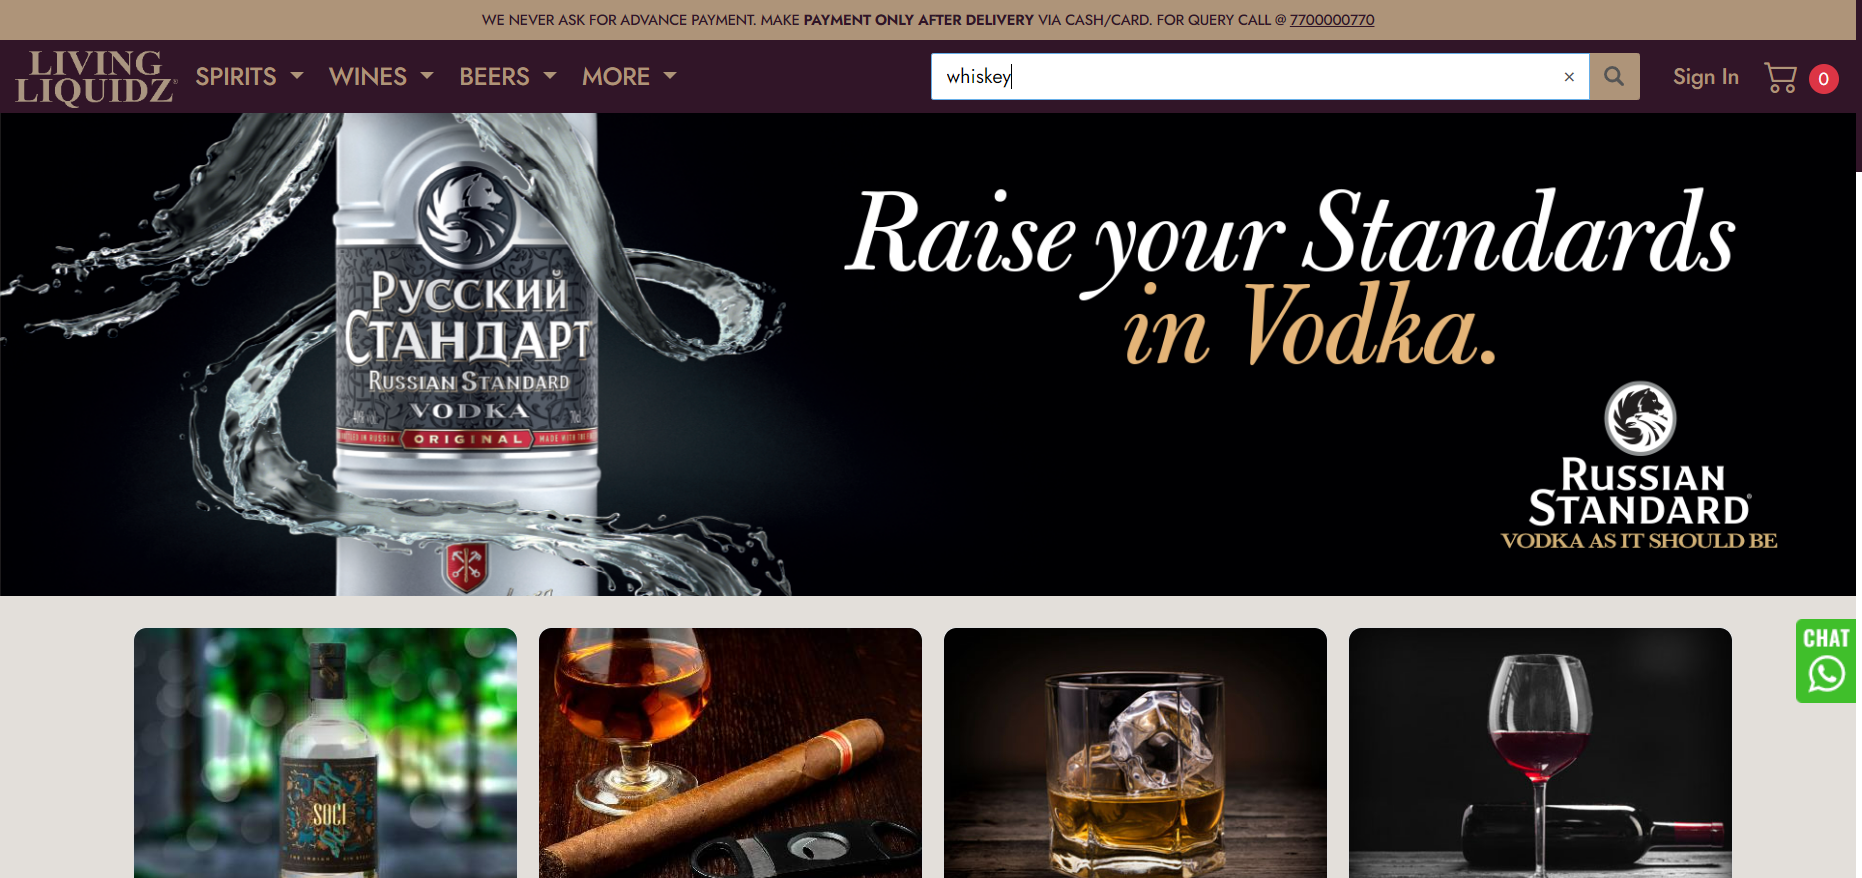 WE NEVER ASK FOR ADVANCE PAYMENT. MAKE PAYMENT ONLY AFTER DELIVERY VIA CASH/CARD. FOR QUERY CALL @ 7700000770
LIVING
LIQUIDZ
SPIRITS
WINES
BEERS
MORE
whiskey
×
Sign In
0
Русский
Стандарт
RUSSIAN STANDARD
VODKA
ORIGINAL
Raise your Standards
in Vodka.
RUSSIAN
STANDARD
VODKA AS IT SHOULD BE
CHAT
SOCI